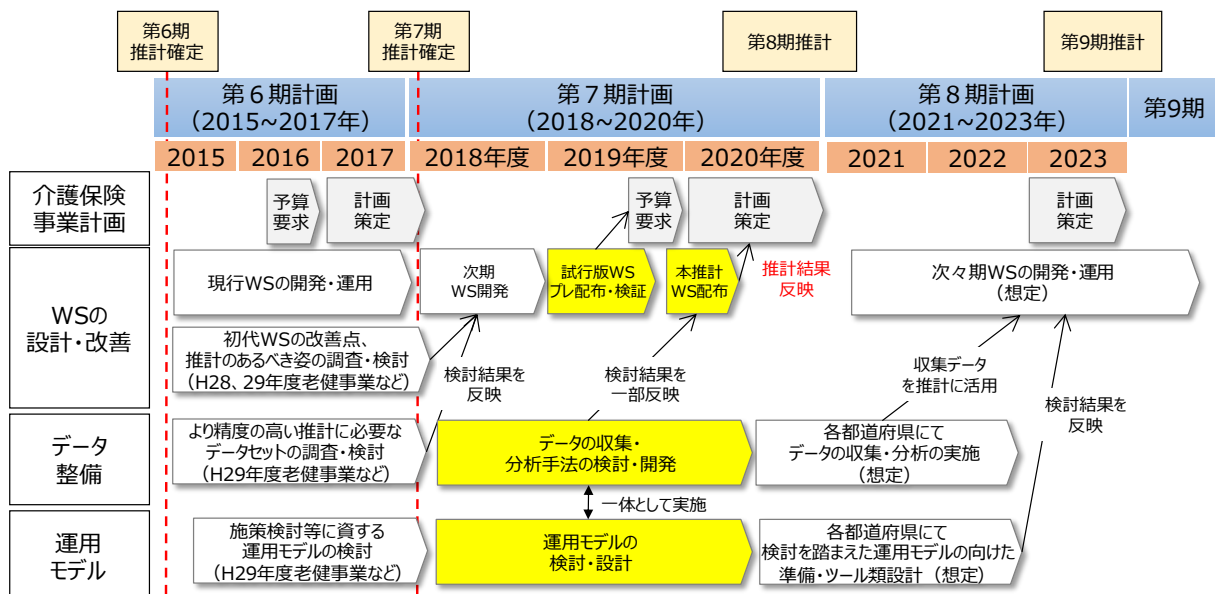 第6期
推計確定
第7期
推計確定
第8期推計
第9期推計
第6期計画
（2015~2017年）
第7期計画
（2018~2020年）
第8期計画
（2021~2023年）
第9期
2015
2016
2017
2018年度
2019年度
2020年度
2021
2022
2023
介護保険
事業計画
予算
要求
計画
策定
予算
要求
計画
策定
計画
策定
WSの
設計・改善
現行WSの開発・運用
次期
WS開発
試行版WS
プレ配布・検証
本推計
WS配布
推計結果
反映
次々期WSの開発・運用
（想定）
初代WSの改善点、
推計のあるべき姿の調査・検討
（H28、29年度老健事業など）
検討結果を
反映
検討結果を
一部反映
収集データ
を推計に活用
検討結果を
反映
データ
整備
より精度の高い推計に必要な
データセットの調査・検討
（H29年度老健事業など）
データの収集・
分析手法の検討・開発
各都道府県にて
データの収集・分析の実施
（想定）
一体として実施
運用
モデル
施策検討等に資する
運用モデルの検討
（H29年度老健事業など）
運用モデルの
検討・設計
各都道府県にて
検討を踏まえた運用モデルの向けた
準備・ツール類設計（想定）